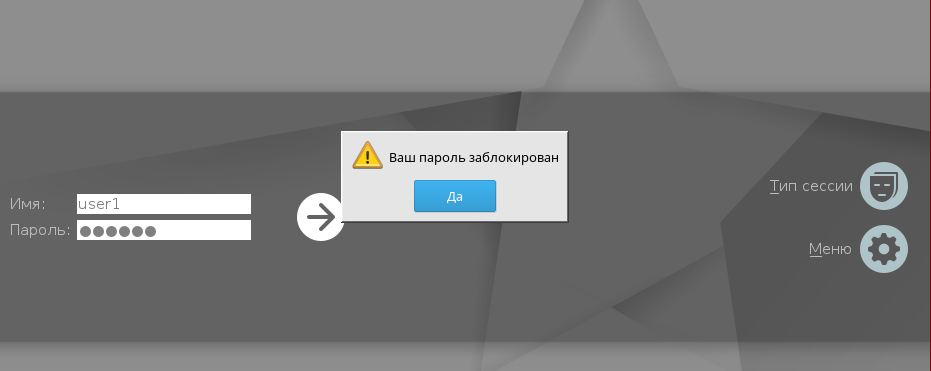 Ваш пароль заблокирован
Да
Имя: user1
Пароль: ●●●●●●
Тип сессии
Меню